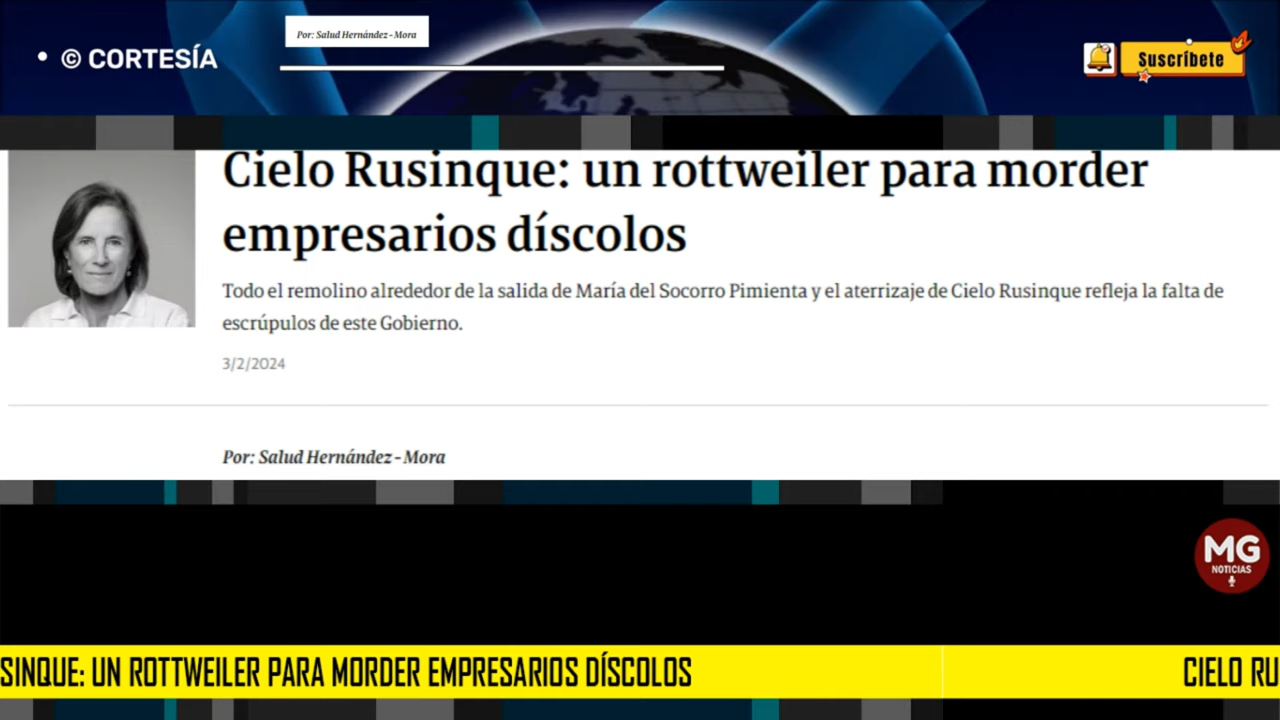 Por: Salud Hernández-Mora
• © CORTESÍA
Suscríbete
Cielo Rusinque: un rottweiler para morder
empresarios díscolos
Todo el remolino alrededor de la salida de María del Socorro Pimienta y el aterrizaje de Cielo Rusinque refleja la falta de
escrúpulos de este Gobierno.
3/2/2024
Por: Salud Hernández-Mora
MG
NOTICIAS
SINQUE: UN ROTTWEILER PARA MORDER EMPRESARIOS DÍSCOLOS
CIELO RU